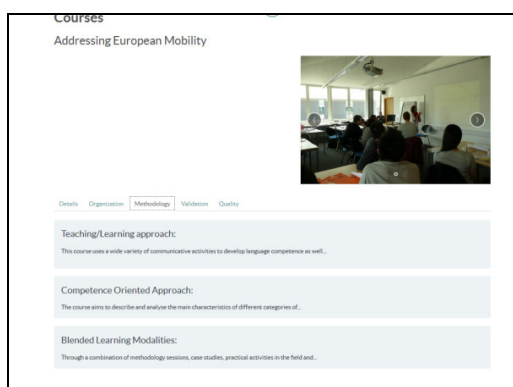 Courses
Addressing European Mobility
Details Organization Methodology Validation Quality
Teaching/Learning approach:
This course uses a wide variety of communicative activities to develop language competence as well...
Competence Oriented Approach:
The course aims to describe and analyse the main characteristics of different categories of...
Blended Learning Modalities:
Through a combination of methodology sessions, case studies, practical activities in the field and...